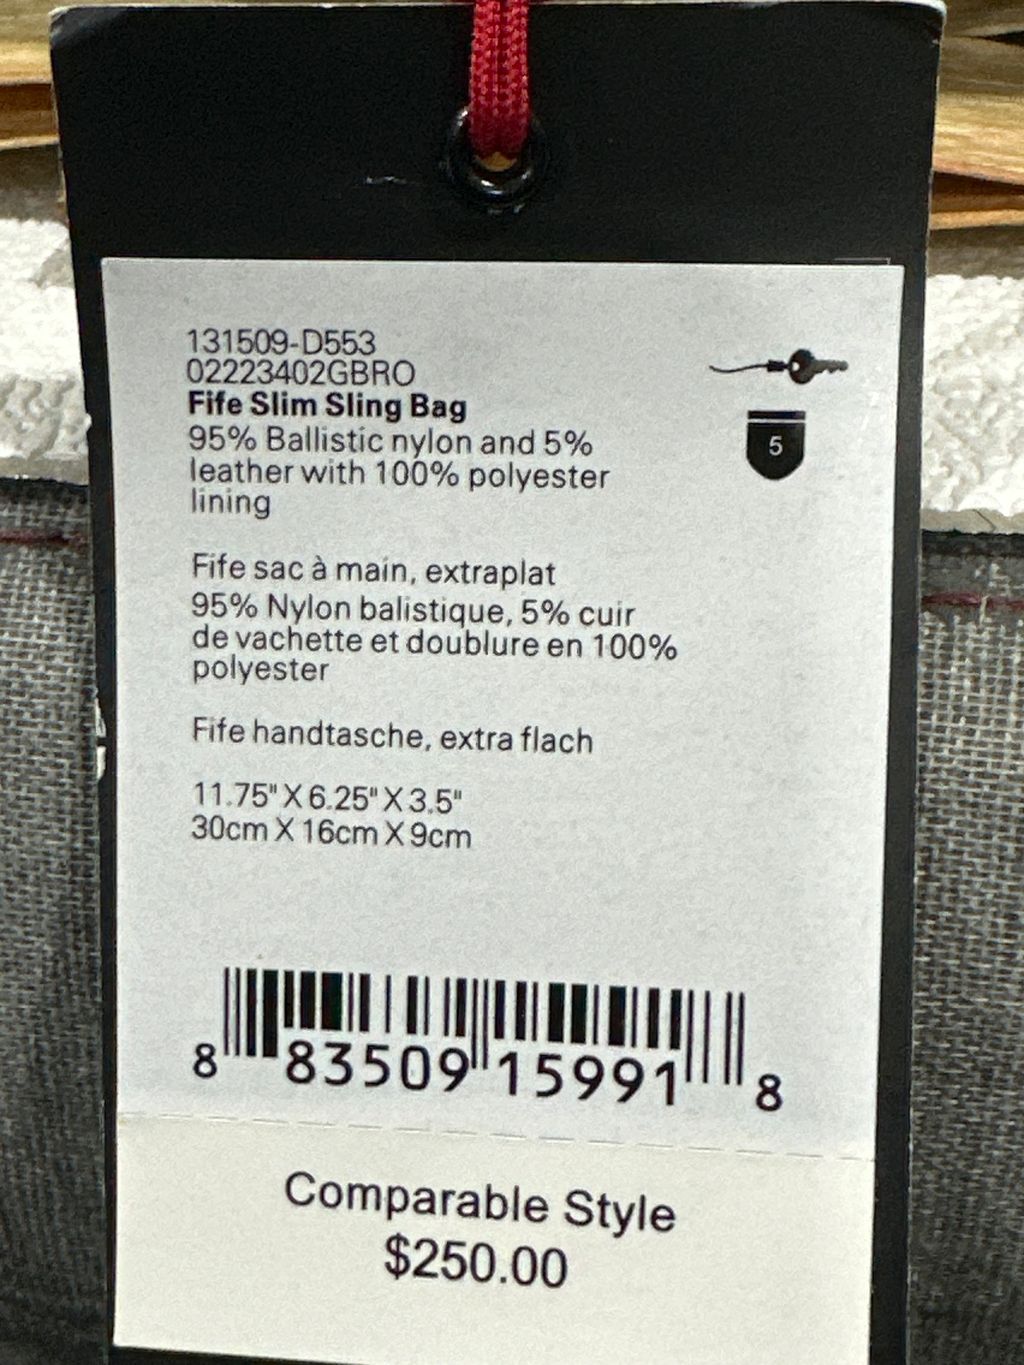 131509-D553
02223402GBRO
Fife Slim Sling Bag
95% Ballistic nylon and 5%
leather with 100% polyester
lining
5
Fife sac à main, extraplat
95% Nylon balistique, 5% cuir
de vachette et doublure en 100%
polyester
Fife handtasche, extra flach
11.75" X 6.25" X 3.5"
30cm X 16cm X 9cm
8 83509 15991 8
Comparable Style
$250.00